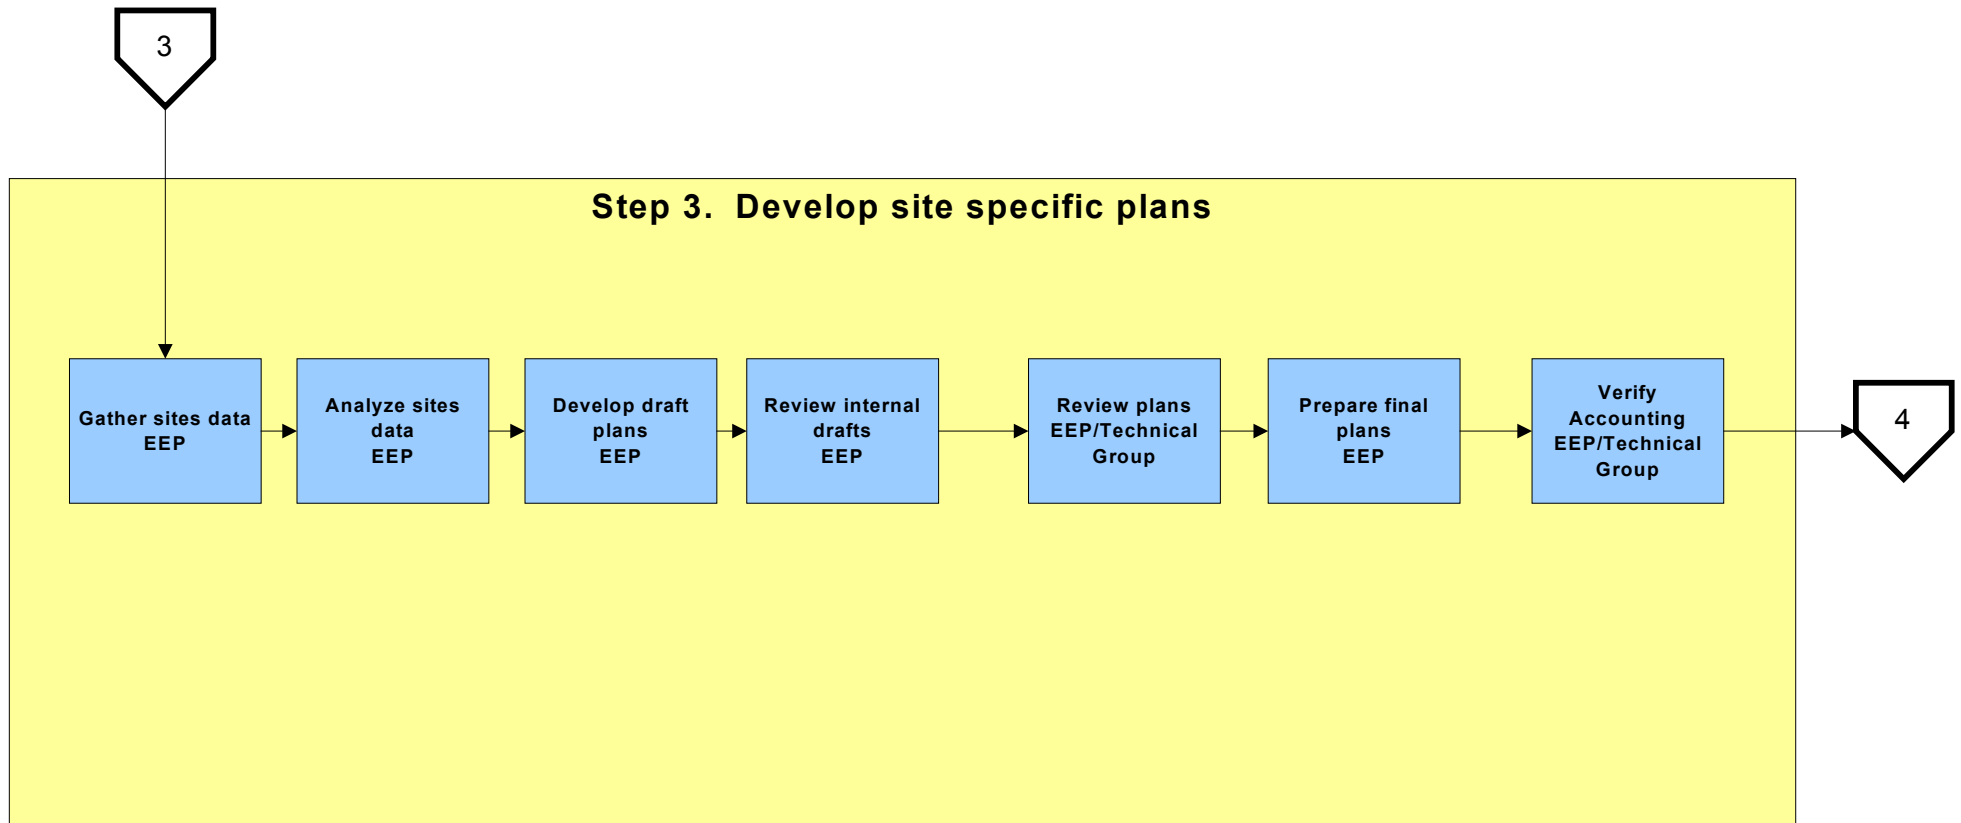 3
Step 3. Develop site specific plans
Gather sites data
EEP
Analyze sites
data
EEP
Develop draft
plans
EEP
Review internal
drafts
EEP
Review plans
EEP/Technical
Group
Prepare final
plans
EEP
Verify
Accounting
EEP/Technical
Group
4